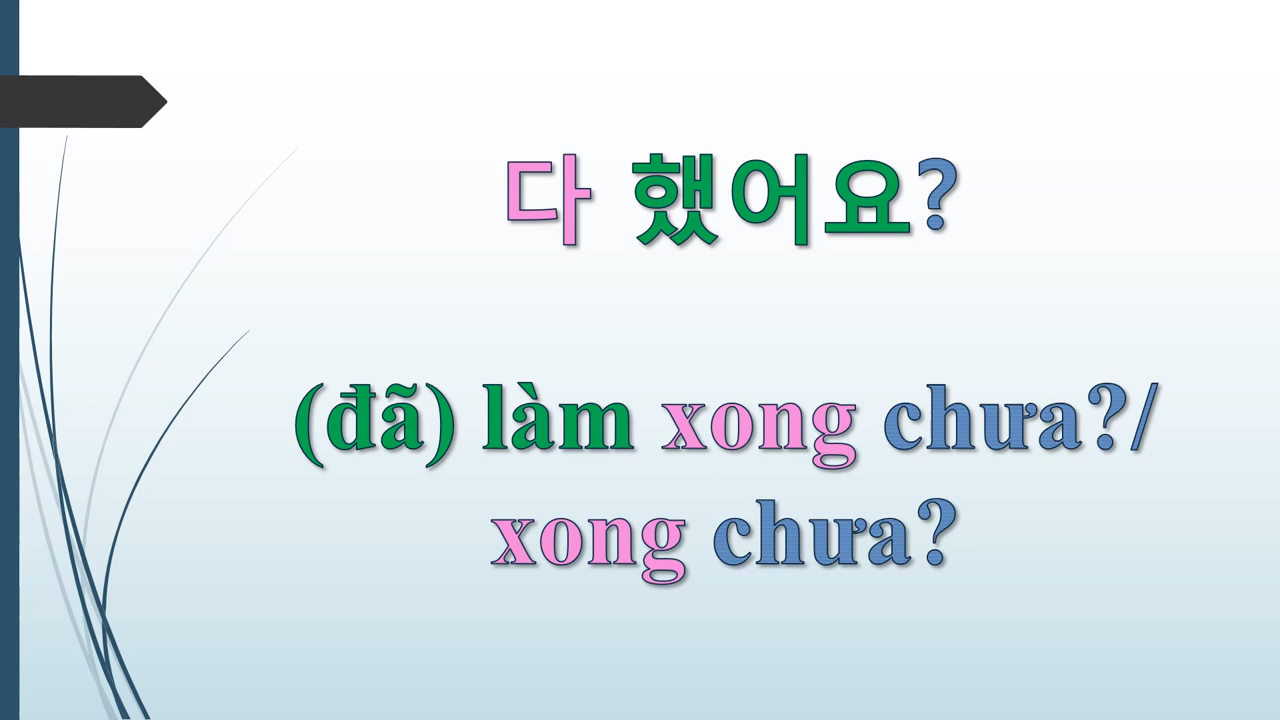 다 했어요?
(đã) làm xong chưa?/
xong chưa?